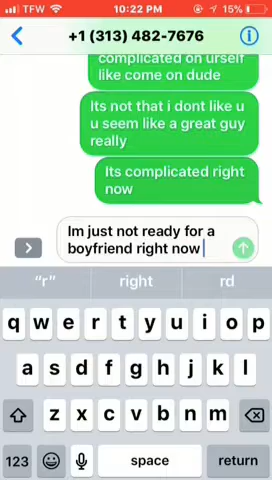 TFW 10:22 PM 15%
+1 (313) 482-7676
complicated on urself
like come on dude
Its not that i dont like u
u seem like a great guy
really
Its complicated right
now
Im just not ready for a
boyfriend right now
"r" right rd
q w e r t y u i o p
a s d f g h j k l
z x c v b n m
123 space return